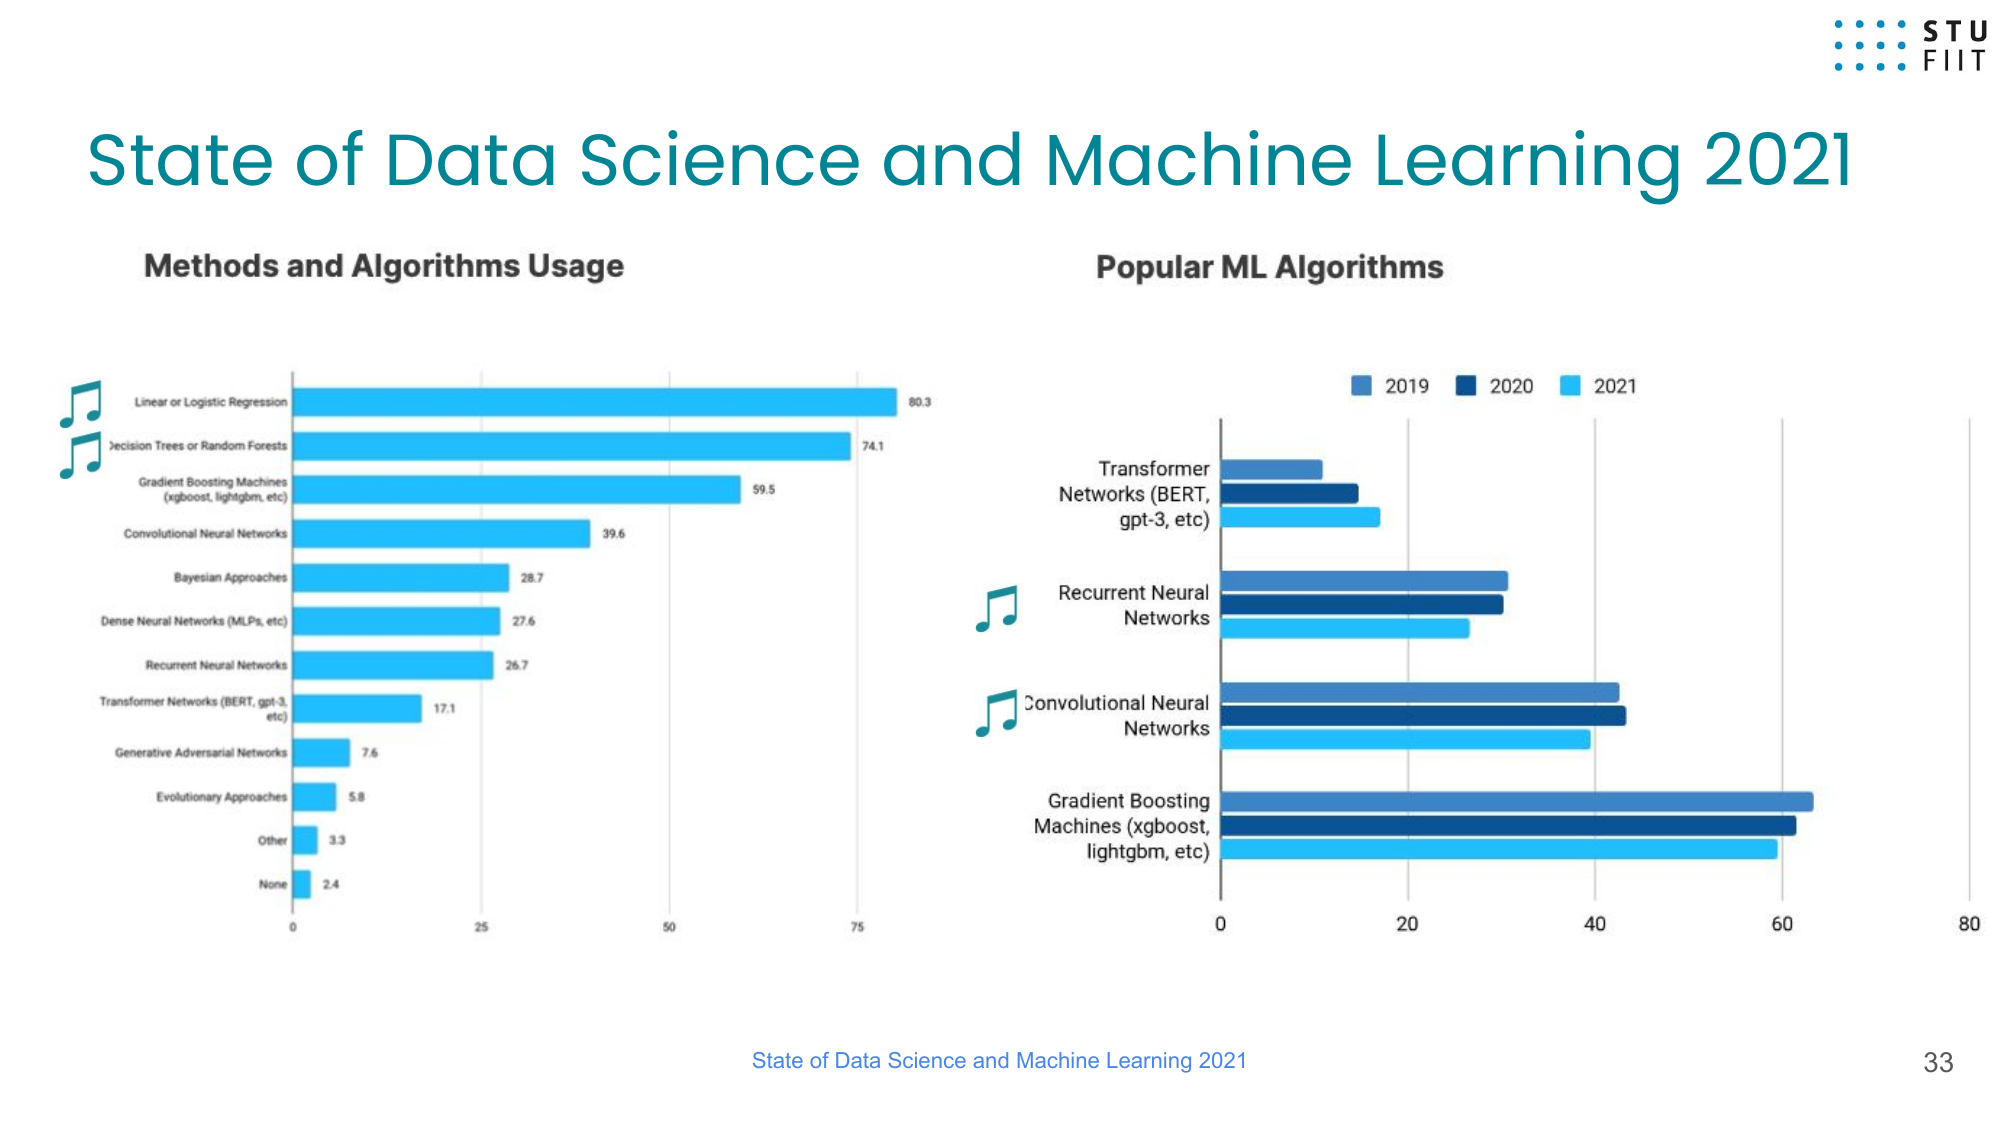 STU
FIIT
State of Data Science and Machine Learning 2021
Methods and Algorithms Usage
Linear or Logistic Regression
80.3
Decision Trees or Random Forests
74.1
Gradient Boosting Machines
(xgboost, lightgbm, etc)
59.5
Convolutional Neural Networks
39.6
Bayesian Approaches
28.7
Dense Neural Networks (MLPs, etc)
27.6
Recurrent Neural Networks
26.7
Transformer Networks (BERT, gpt-3,
etc)
17.1
Generative Adversarial Networks
7.6
Evolutionary Approaches
5.8
Other
3.3
None
2.4
0
25
50
75
Popular ML Algorithms
2019
2020
2021
Transformer
Networks (BERT,
gpt-3, etc)
Recurrent Neural
Networks
Convolutional Neural
Networks
Gradient Boosting
Machines (xgboost,
lightgbm, etc)
0
20
40
60
80
State of Data Science and Machine Learning 2021
33